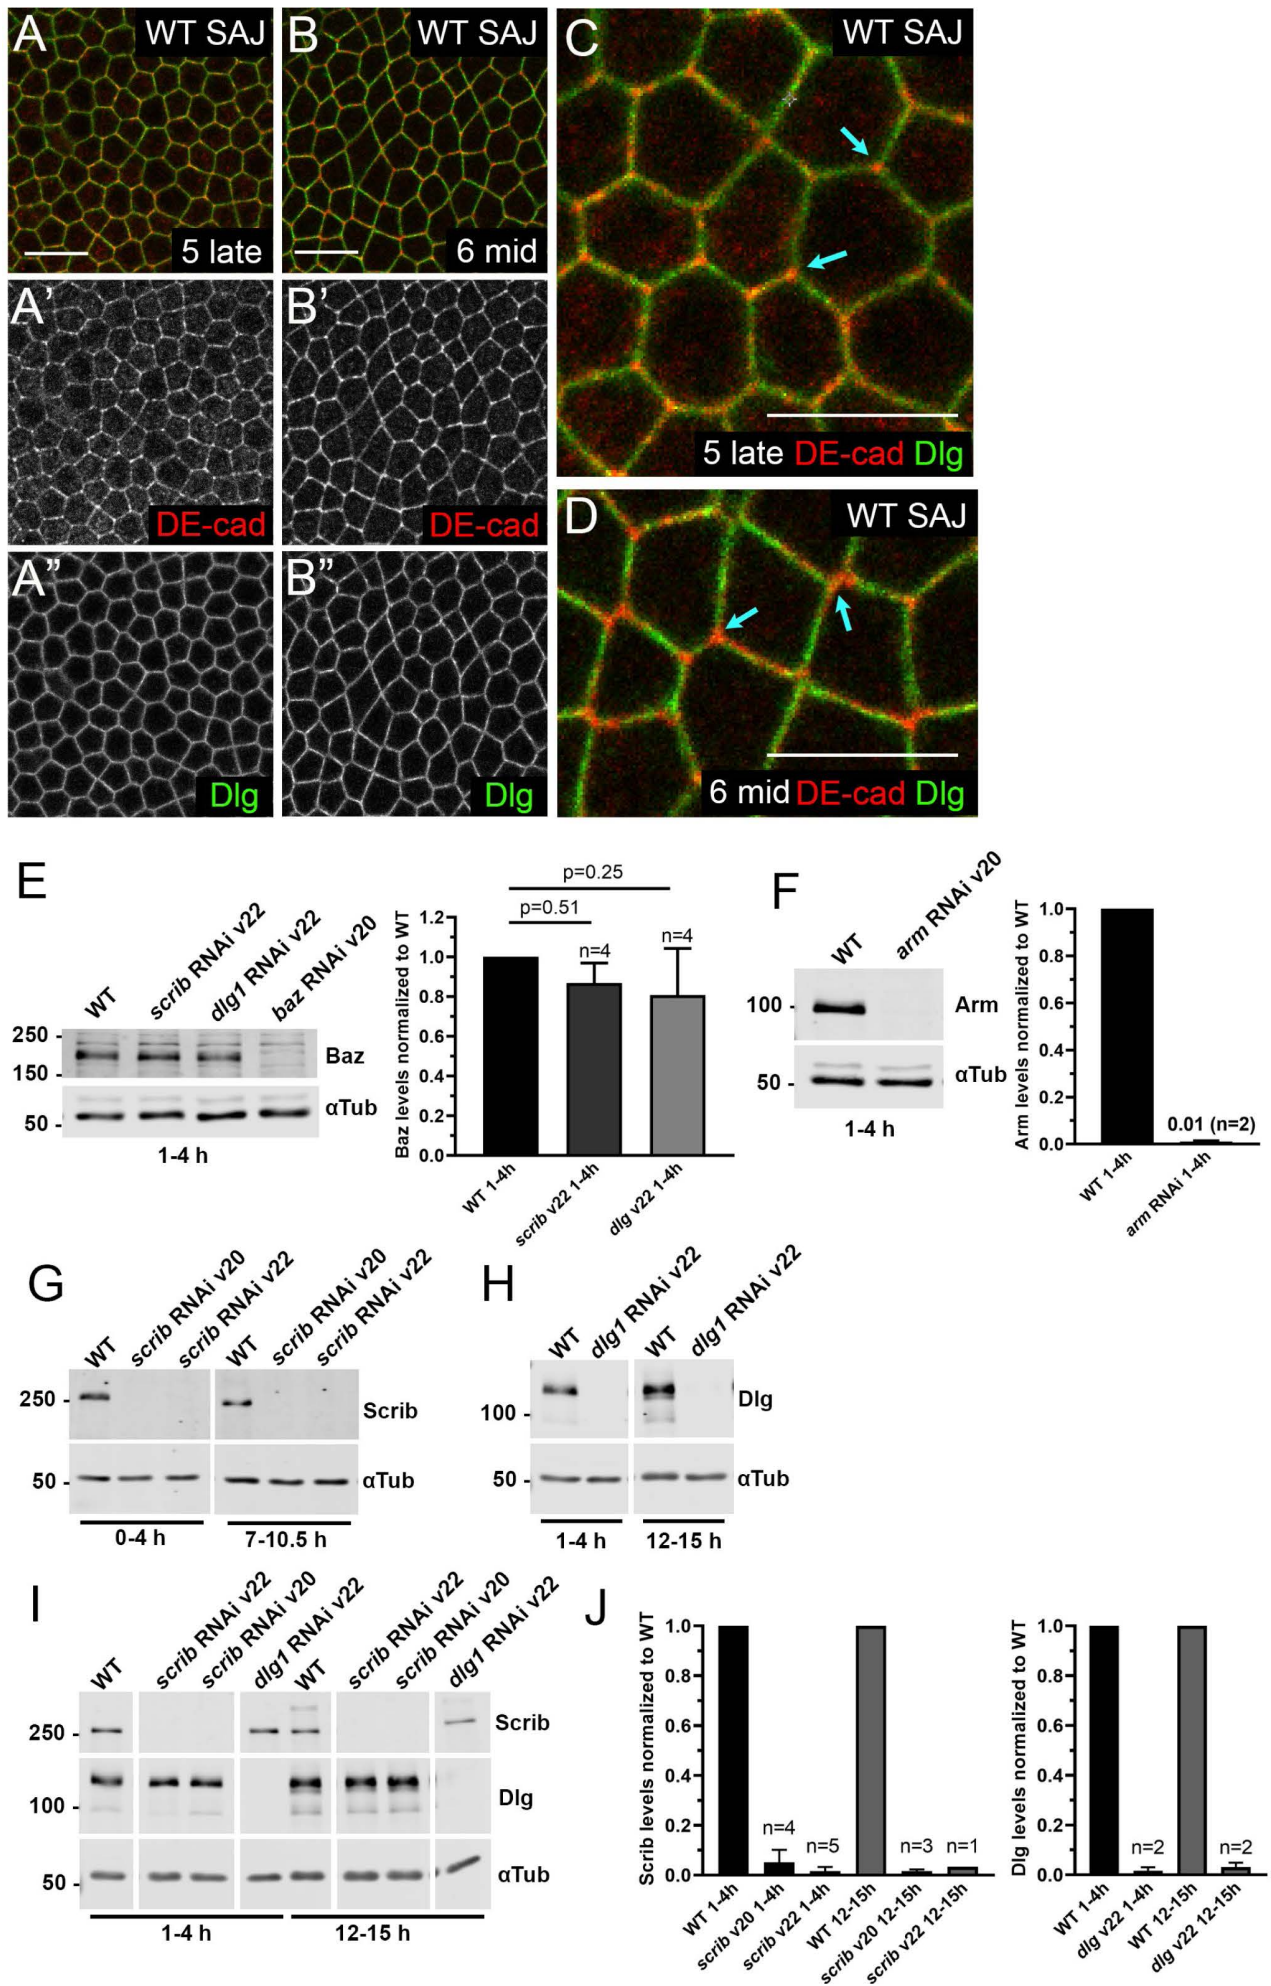 A WT SAJ
5 late
B WT SAJ
6 mid
C WT SAJ
5 late DE-cad Dlg
A’
DE-cad
B’
DE-cad
D WT SAJ
6 mid DE-cad Dlg
A”
Dlg
B”
Dlg
E
WT
scrib RNAi v22
dlg1 RNAi v22
baz RNAi v20
250
150
Baz
50
αTub
1-4 h
Baz levels normalized to WT
1.2
1.0
0.8
0.6
0.4
0.2
0.0
p=0.25
p=0.51
n=4
n=4
WT 1-4h
scrib v22 1-4h
dlg v22 1-4h
F
WT
arm RNAi v20
100
Arm
50
αTub
1-4 h
Arm levels normalized to WT
1.0
0.8
0.6
0.4
0.2
0.0
0.01 (n=2)
WT 1-4h
arm RNAi 1-4h
G
WT
scrib RNAi v20
scrib RNAi v22
WT
scrib RNAi v20
scrib RNAi v22
250
Scrib
50
αTub
0-4 h
7-10.5 h
H
WT
dlg1 RNAi v22
WT
dlg1 RNAi v22
100
Dlg
50
αTub
1-4 h
12-15 h
I
WT
scrib RNAi v22
scrib RNAi v20
dlg1 RNAi v22
WT
scrib RNAi v22
scrib RNAi v20
dlg1 RNAi v22
250
Scrib
100
Dlg
50
αTub
1-4 h
12-15 h
J
Scrib levels normalized to WT
1.0
0.8
0.6
0.4
0.2
0.0
n=4
n=5
n=3
n=1
WT 1-4h
scrib v20 1-4h
scrib v22 1-4h
WT 12-15h
scrib v20 12-15h
scrib v22 12-15h
Dlg levels normalized to WT
1.0
0.8
0.6
0.4
0.2
0.0
n=2
n=2
WT 1-4h
dlg v22 1-4h
WT 12-15h
dlg v22 12-15h